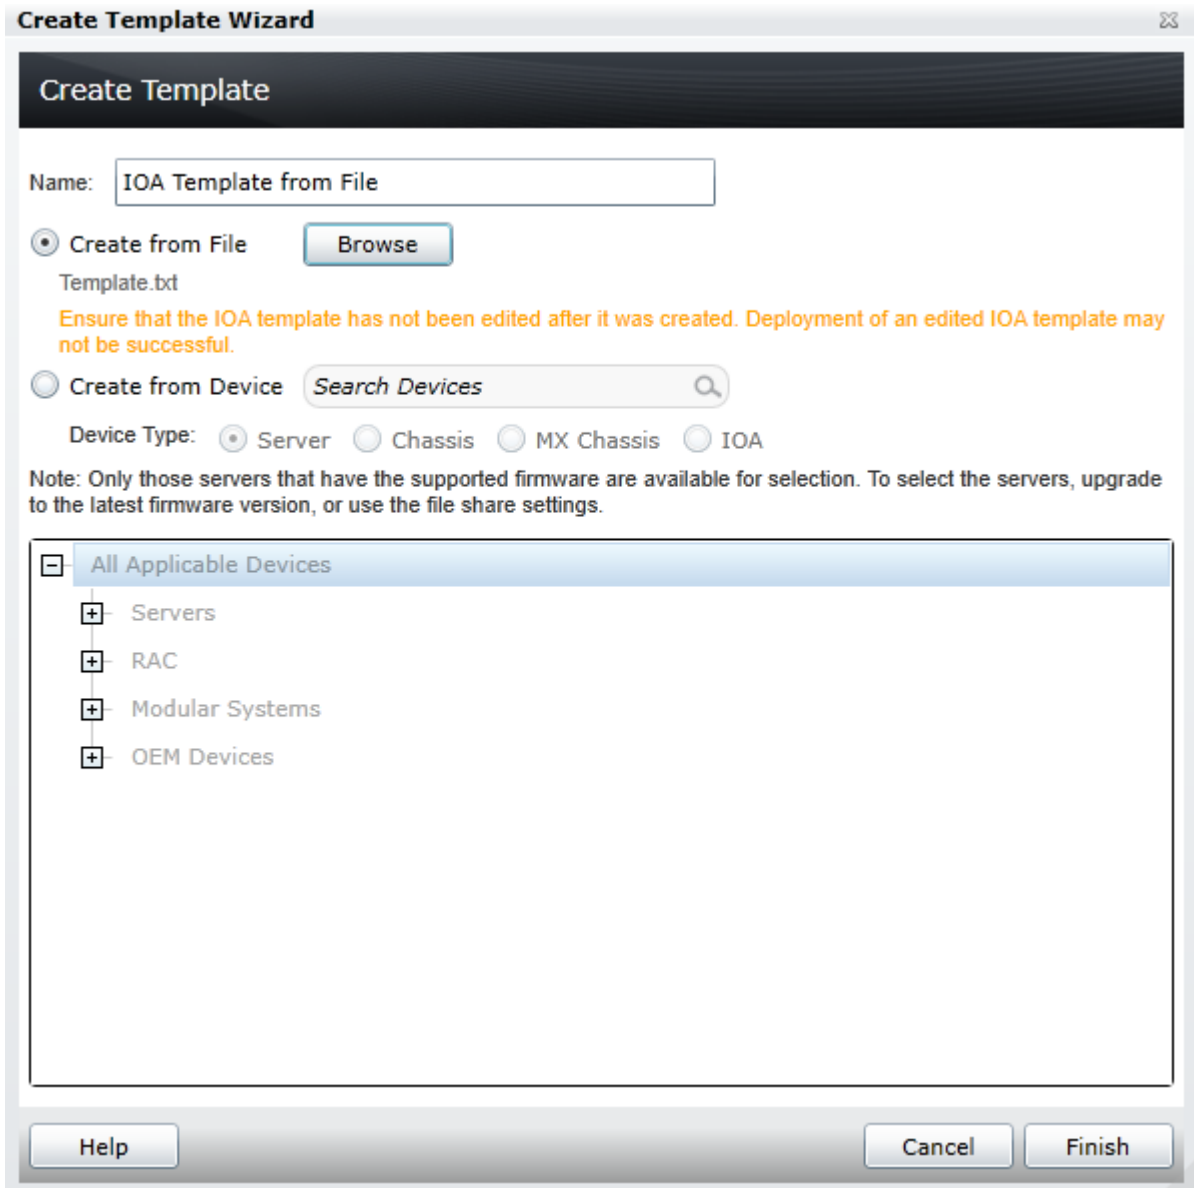 Create Template Wizard
Create Template
Name: IOA Template from File
Create from File Browse
Template.txt
Ensure that the IOA template has not been edited after it was created. Deployment of an edited IOA template may
not be successful.
Create from Device Search Devices
Device Type: Server Chassis MX Chassis IOA
Note: Only those servers that have the supported firmware are available for selection. To select the servers, upgrade
to the latest firmware version, or use the file share settings.
All Applicable Devices
Servers
RAC
Modular Systems
OEM Devices
Help Cancel Finish